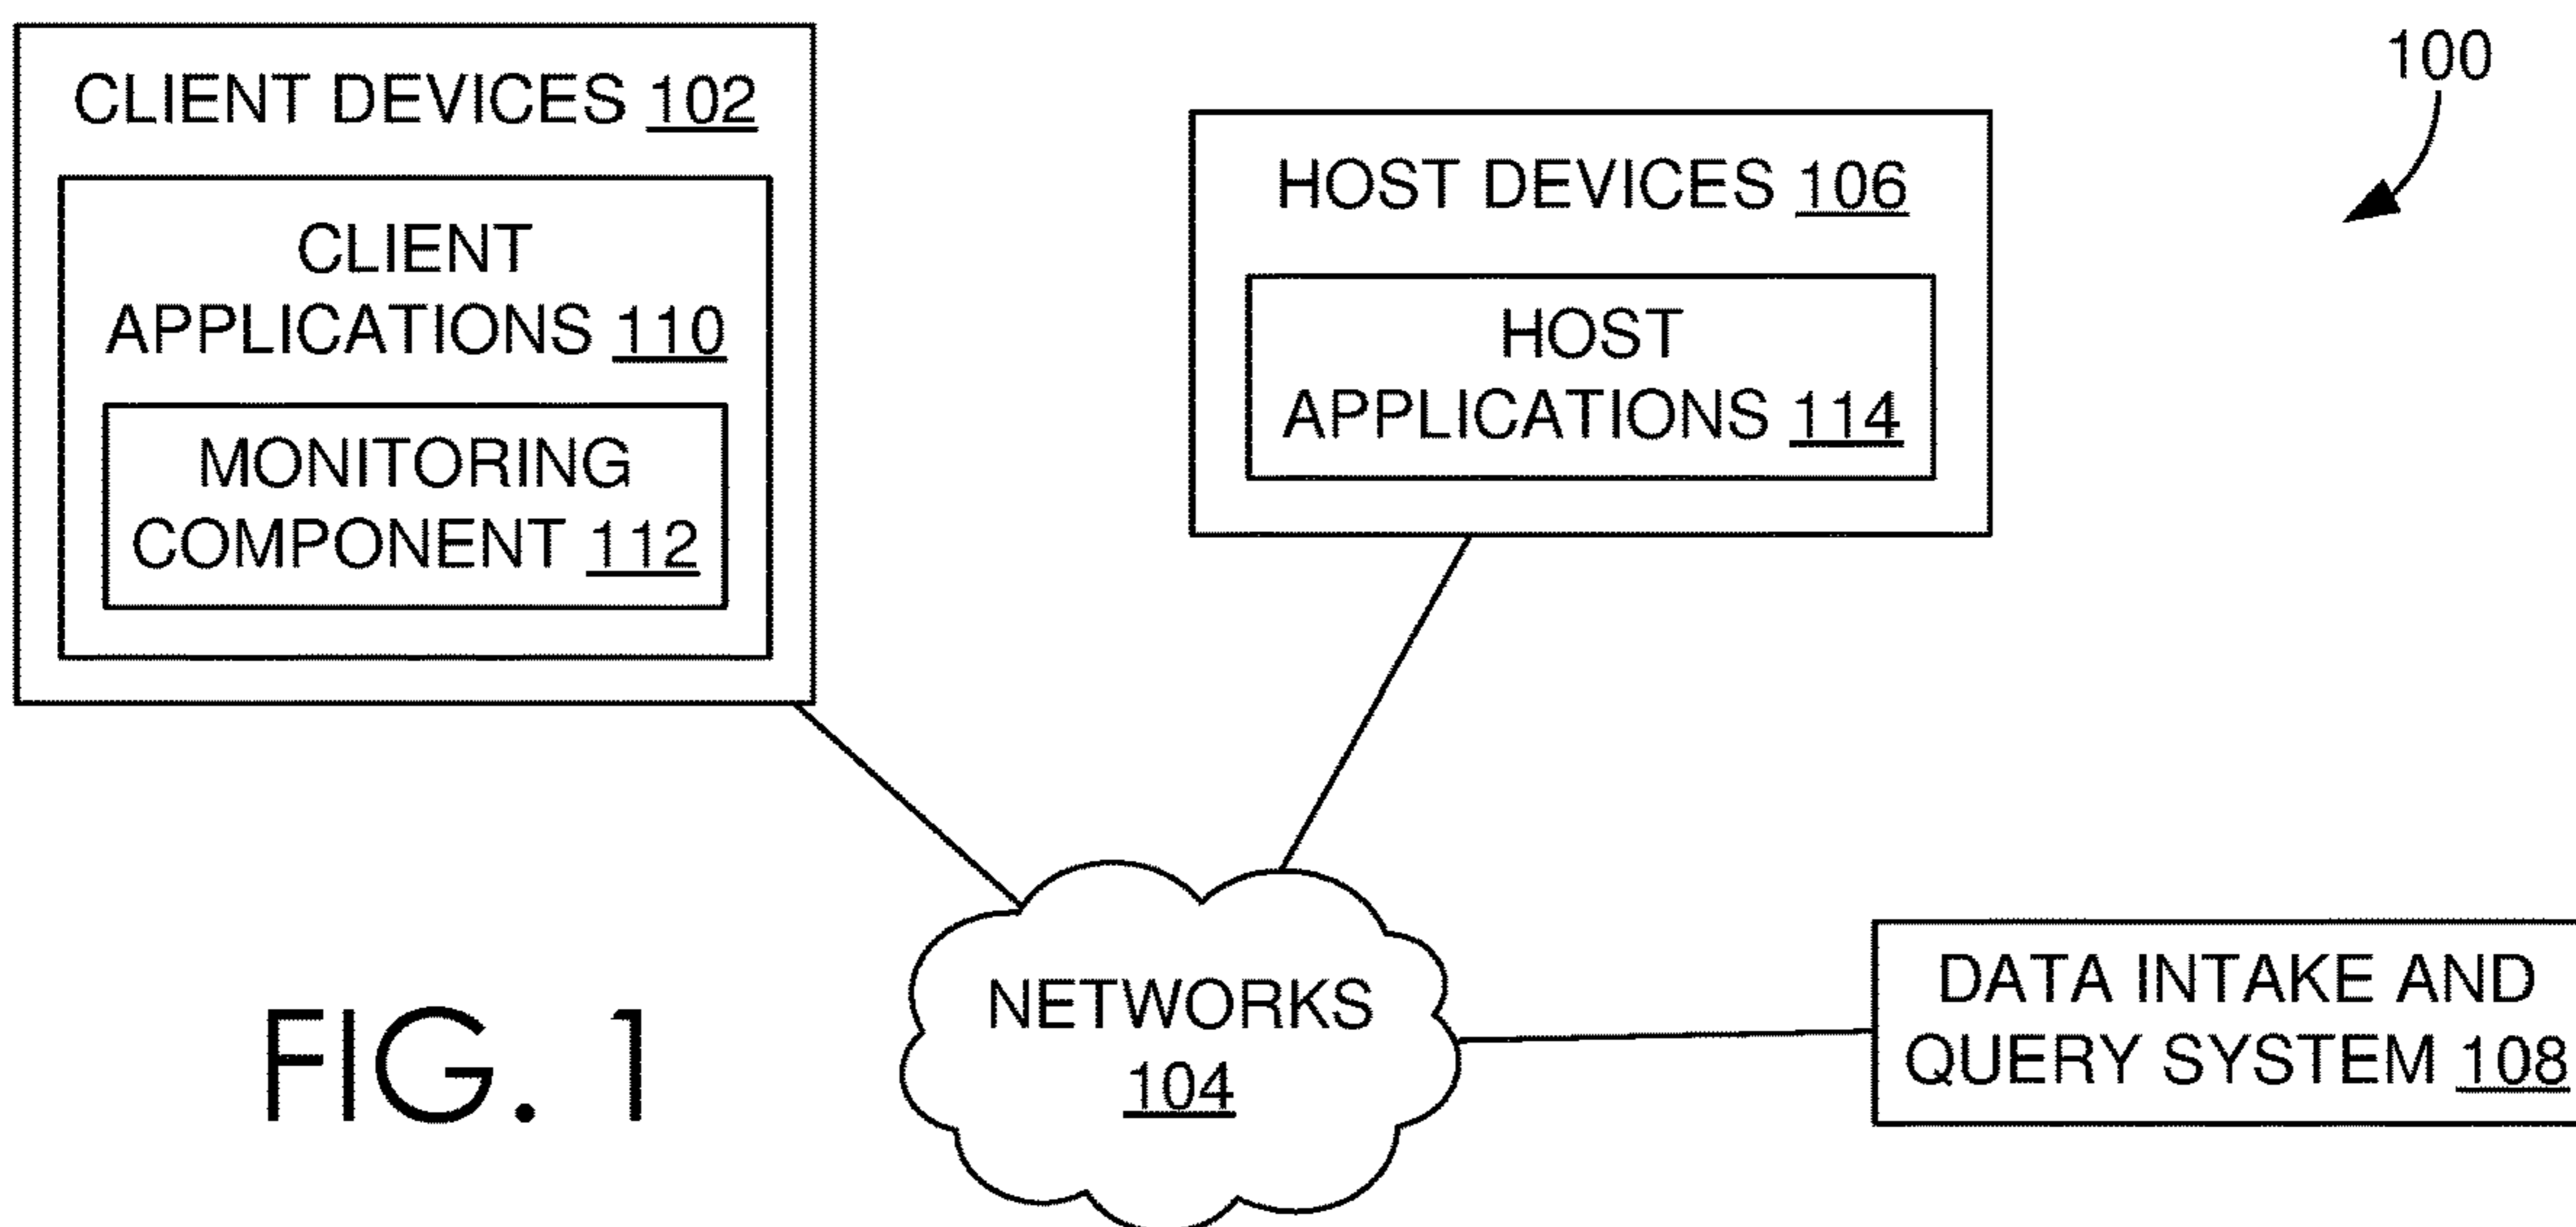 CLIENT DEVICES 102
CLIENT
APPLICATIONS 110
MONITORING
COMPONENT 112
HOST DEVICES 106
HOST
APPLICATIONS 114
100
NETWORKS
104
DATA INTAKE AND
QUERY SYSTEM 108
FIG. 1